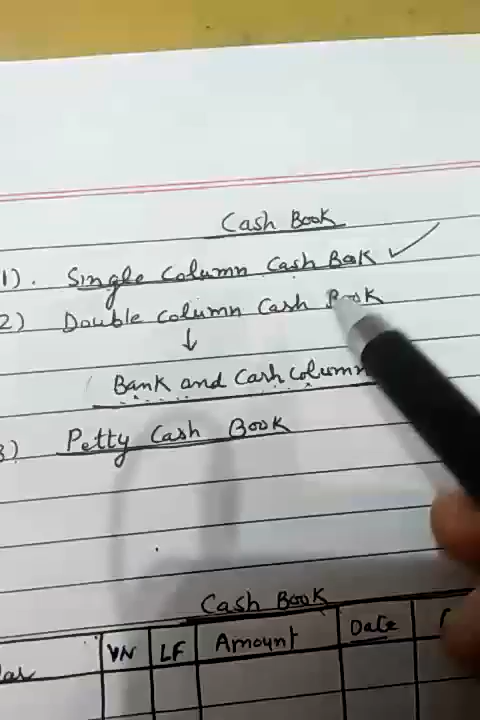 Cash Book
1). Single Column Cash Book
2) Double Column Cash Book
Bank and Cash Column
3) Petty Cash Book
Cash Book
VN LF Amount Date